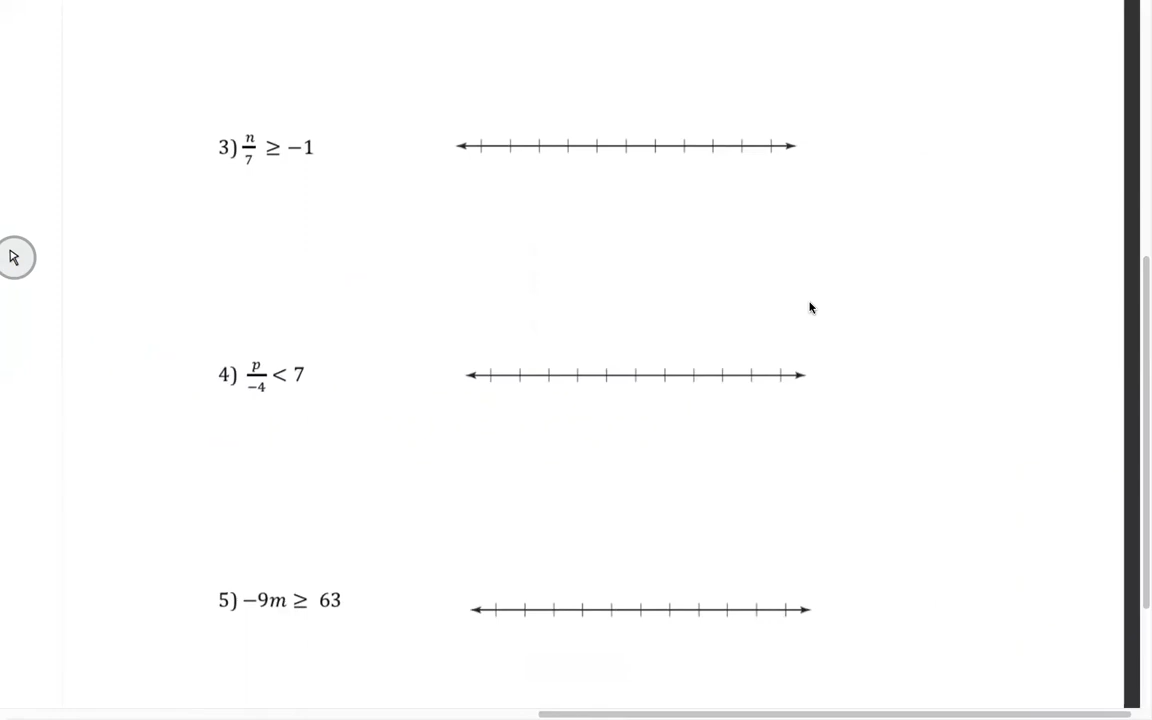 3) n/7 ≥ −1
4) p/−4 < 7
5) −9m ≥ 63